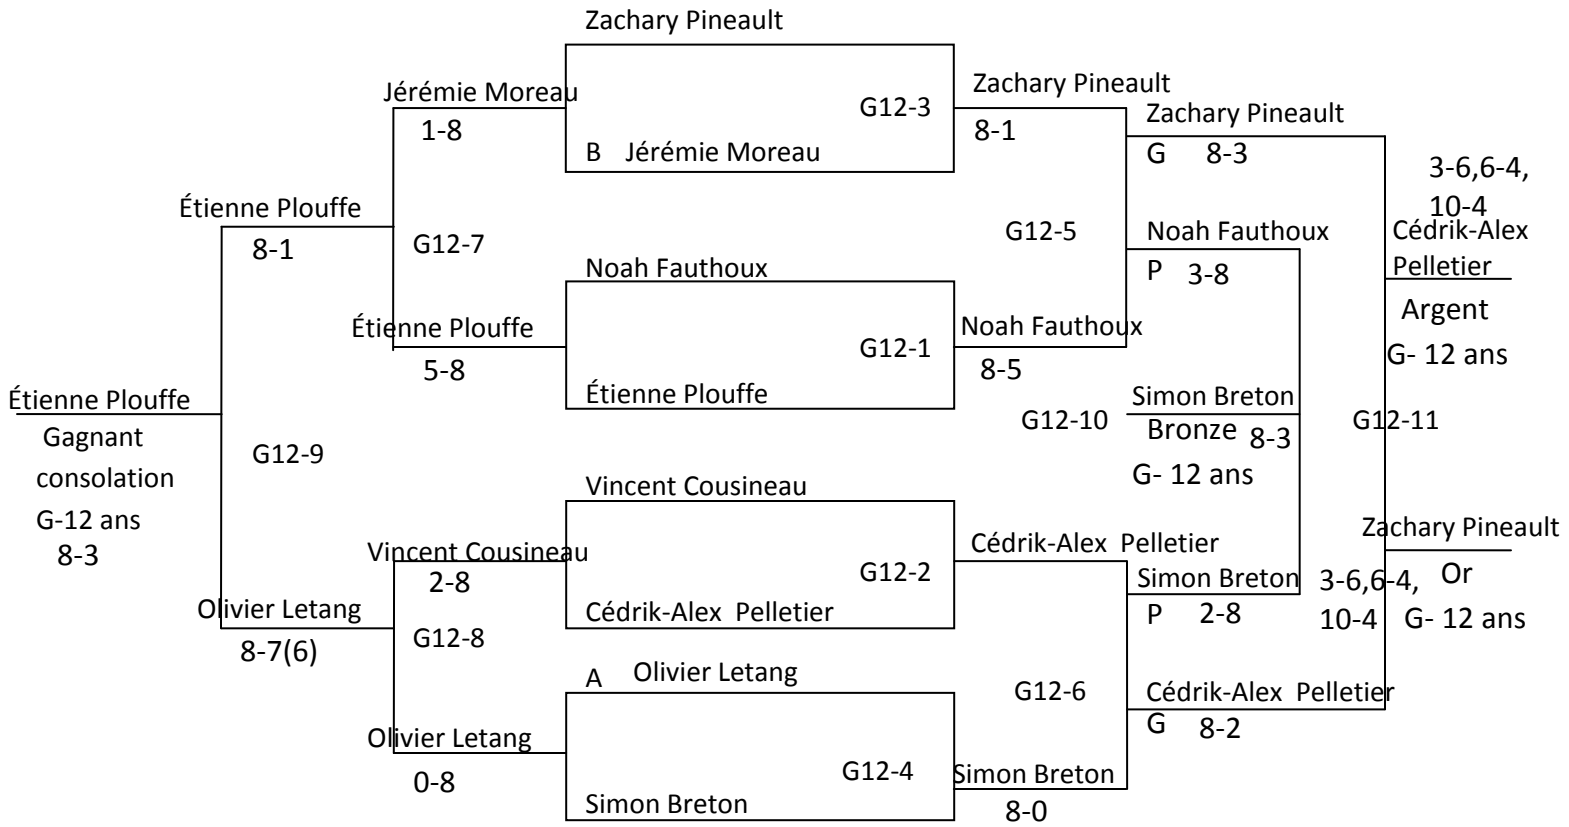 Zachary Pineault
Jérémie Moreau
G12-3
Zachary Pineault
Zachary Pineault
1-8
8-1
B Jérémie Moreau
G 8-3
3-6,6-4,
10-4
Étienne Plouffe
8-1
G12-7
G12-5
Noah Fauthoux
Cédrik-Alex
Pelletier
Noah Fauthoux
P 3-8
Argent
G- 12 ans
Étienne Plouffe
G12-1
Noah Fauthoux
5-8
8-5
Étienne Plouffe
Étienne Plouffe
Simon Breton
G12-10
G12-11
Gagnant
consolation
G-12 ans
8-3
G12-9
Bronze 8-3
G- 12 ans
Vincent Cousineau
Zachary Pineault
Vincent Cousineau
2-8
G12-2
Cédrik-Alex Pelletier
Simon Breton
3-6,6-4,
10-4
Or
G- 12 ans
Olivier Letang
8-7(6)
G12-8
Cédrik-Alex Pelletier
P 2-8
A Olivier Letang
G12-6
Cédrik-Alex Pelletier
G 8-2
Olivier Letang
0-8
G12-4
Simon Breton
Simon Breton
8-0